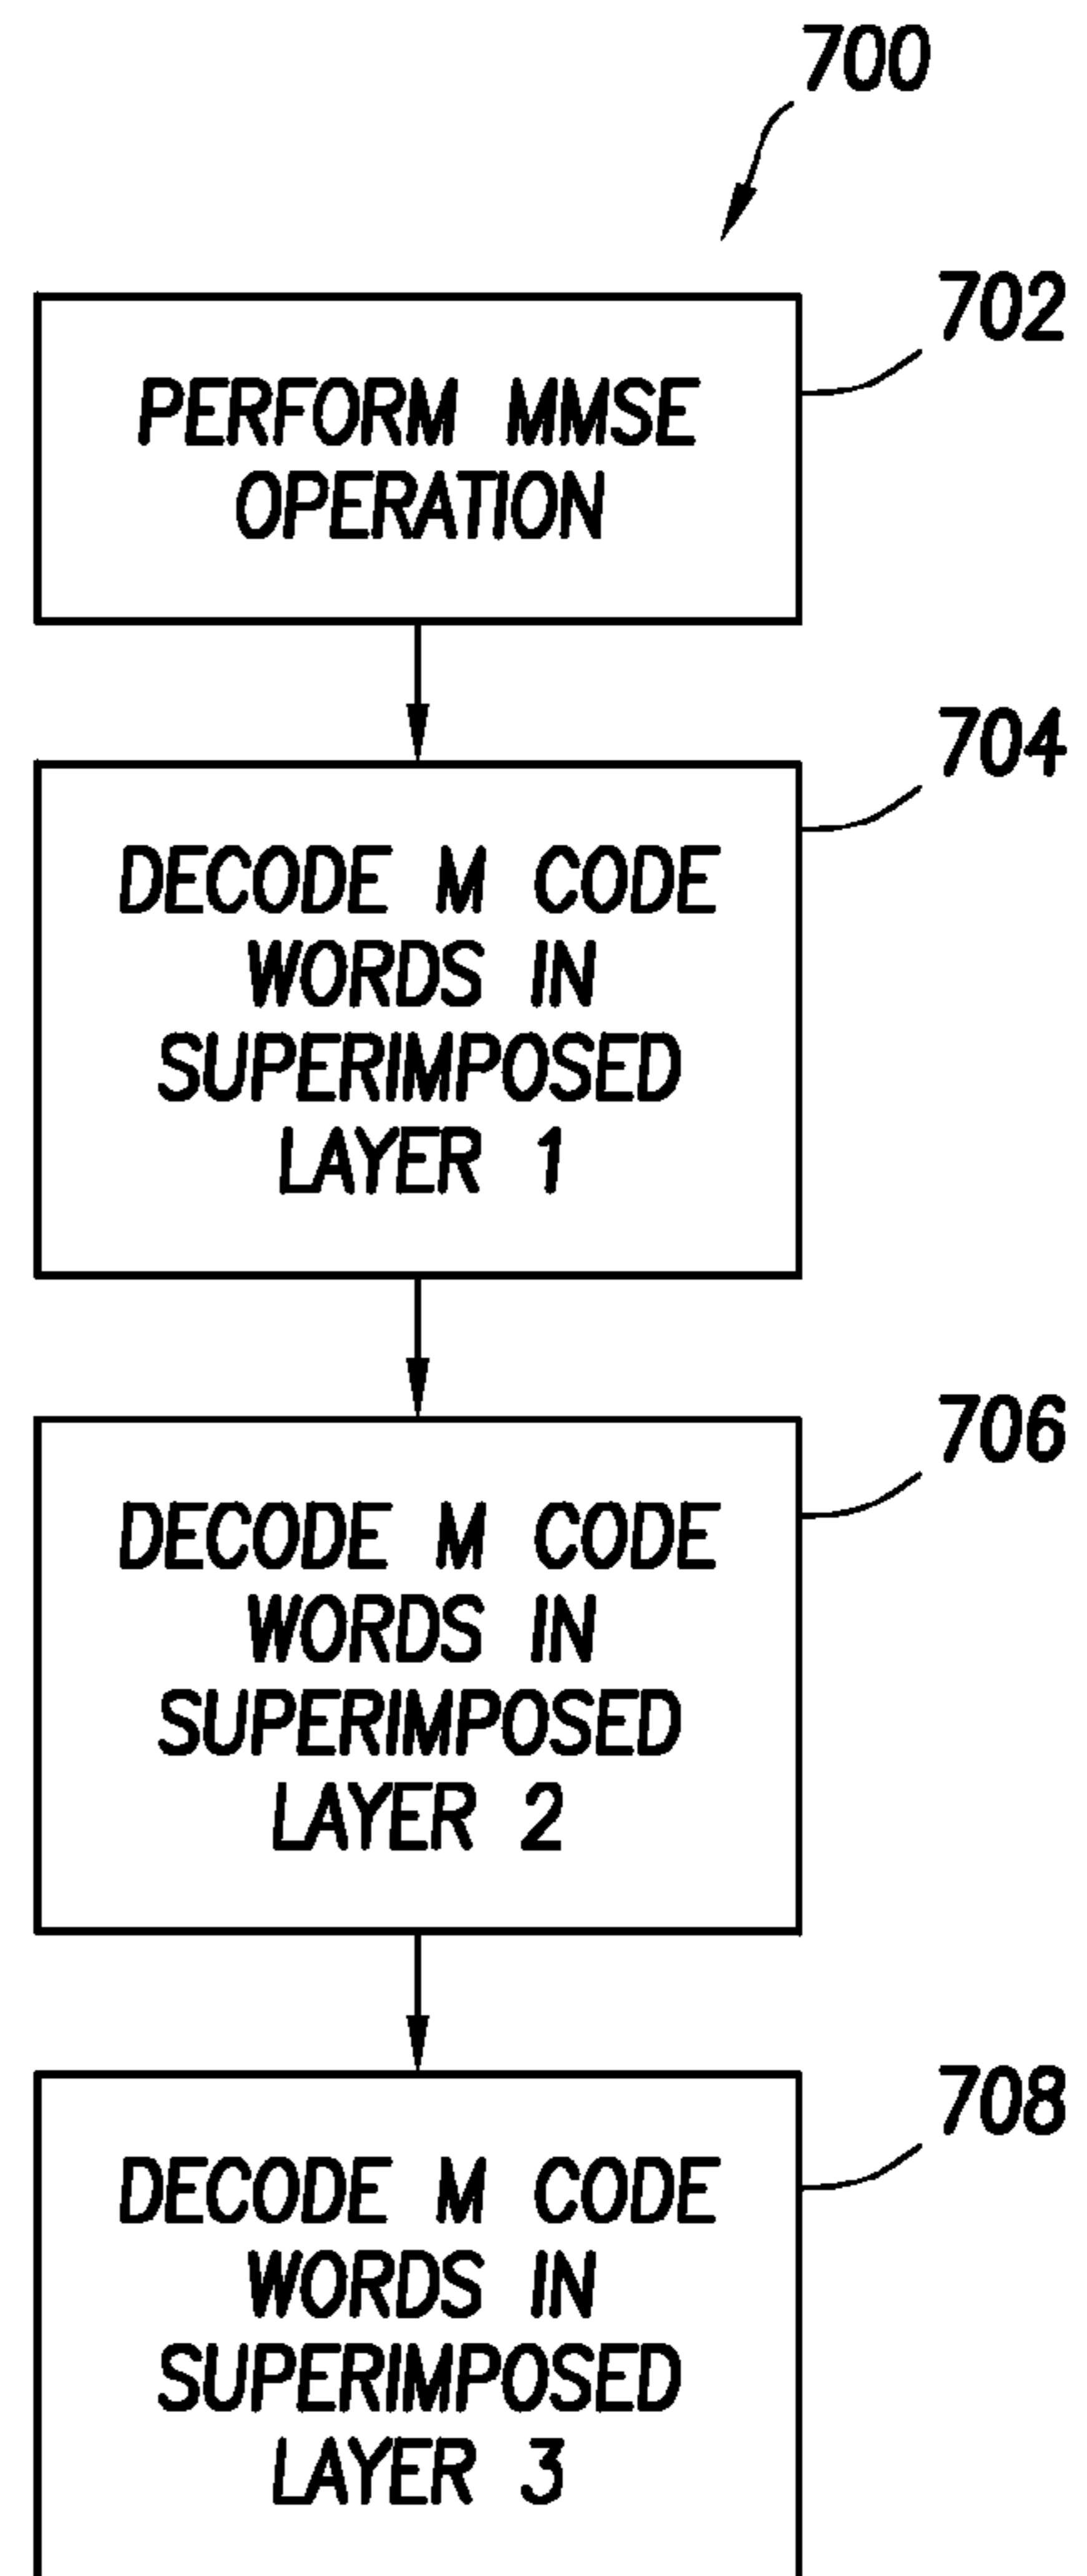 700
702
PERFORM MMSE
OPERATION
704
DECODE M CODE
WORDS IN
SUPERIMPOSED
LAYER 1
706
DECODE M CODE
WORDS IN
SUPERIMPOSED
LAYER 2
708
DECODE M CODE
WORDS IN
SUPERIMPOSED
LAYER 3